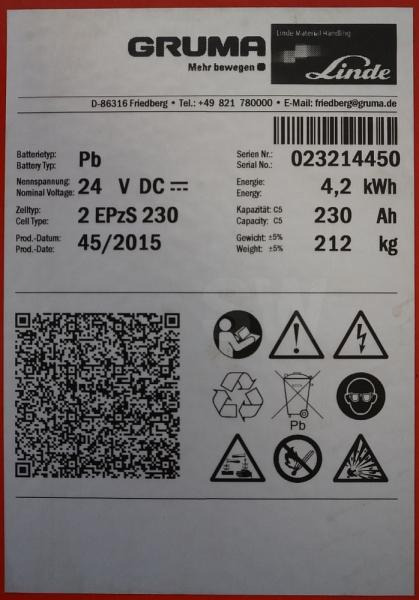 GRUMA
Mehr bewegen
Linde Material Handling
Linde
D-86316 Friedberg • Tel.: +49 821 780000 • E-Mail: friedberg@gruma.de
Batterietyp: Pb
Battery Type:
Serien Nr.: 023214450
Serial No.:
Nennspannung: 24 V DC
Nominal Voltage:
Energie: 4,2 kWh
Energy:
Zelltyp: 2 EPzS 230
Cell Type:
Kapazität: C5 230 Ah
Capacity: C5
Prod.-Datum: 45/2015
Prod.-Date:
Gewicht: ±5% 212 kg
Weight: ±5%
Pb